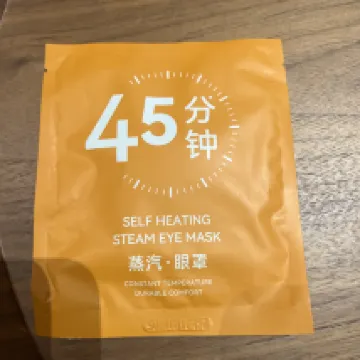 45分钟
SELF HEATING
STEAM EYE MASK
蒸汽·眼罩
CONSTANT TEMPERATURE
DURABLE COMFORT